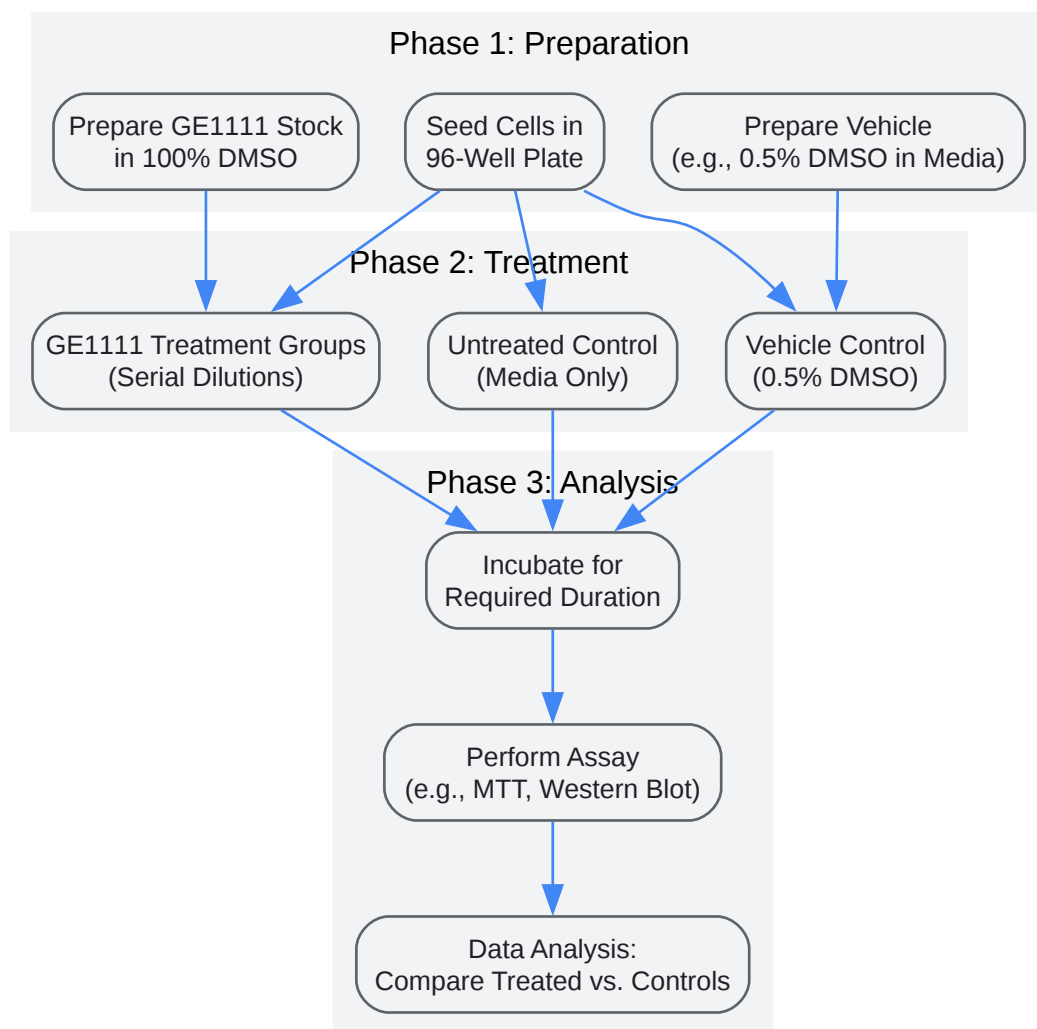 Phase 1: Preparation
Prepare GE1111 Stock
in 100% DMSO
Seed Cells in
96-Well Plate
Prepare Vehicle
(e.g., 0.5% DMSO in Media)
Phase 2: Treatment
GE1111 Treatment Groups
(Serial Dilutions)
Untreated Control
(Media Only)
Vehicle Control
(0.5% DMSO)
Phase 3: Analysis
Incubate for
Required Duration
Perform Assay
(e.g., MTT, Western Blot)
Data Analysis:
Compare Treated vs. Controls